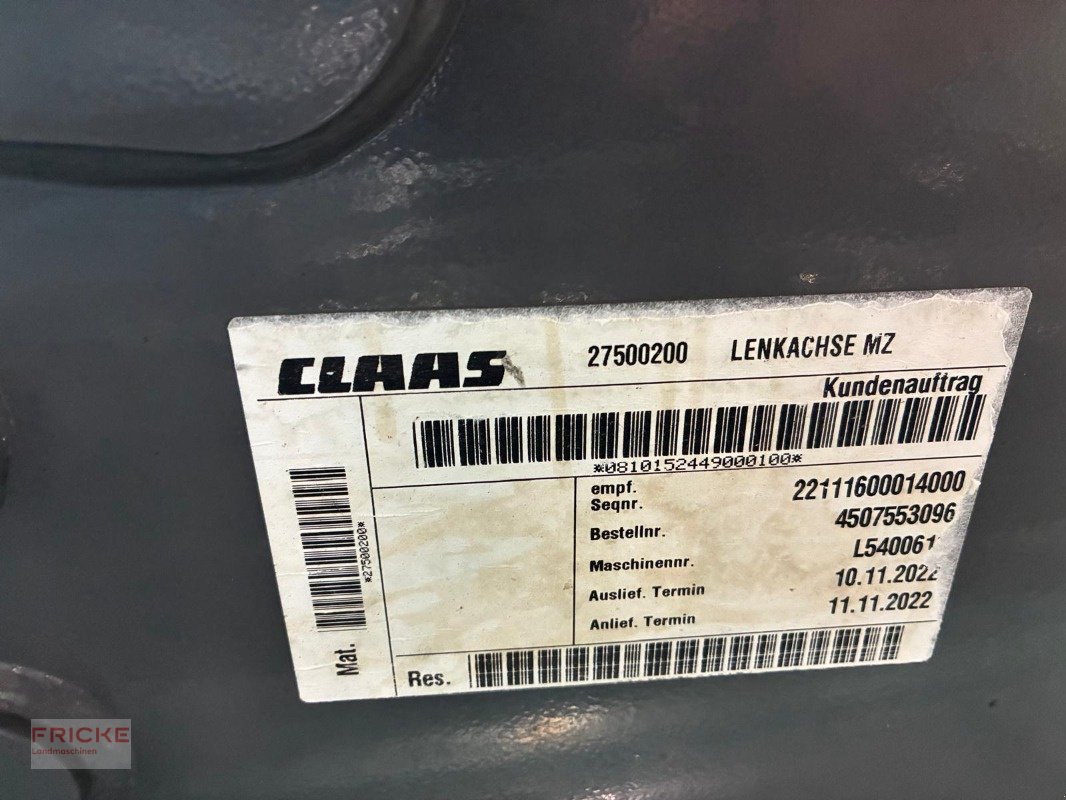 CLAAS 27500200 LENKACHSE MZ
Kundenauftrag
*0810152449000100*
empf. Seqnr. 22111600014000
Bestellnr. 4507553096
Maschinennr. L540061
Auslief. Termin 10.11.2022
Anlief. Termin 11.11.2022
Mat. *27500200*
Res.
FRICKE
Landmaschinen